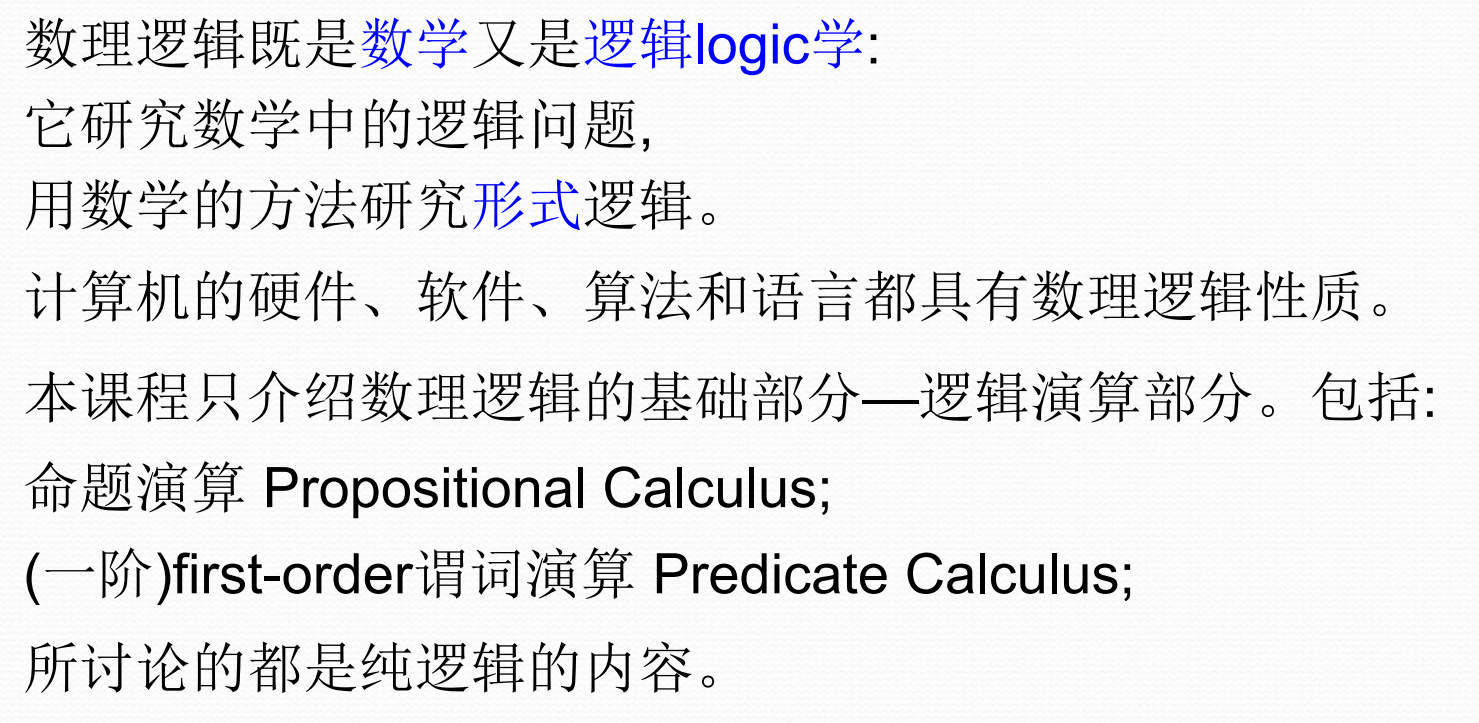 数理逻辑既是数学又是逻辑logic学:
它研究数学中的逻辑问题,
用数学的方法研究形式逻辑。
计算机的硬件、软件、算法和语言都具有数理逻辑性质。
本课程只介绍数理逻辑的基础部分—逻辑演算部分。包括:
命题演算 Propositional Calculus;
(一阶)first-order谓词演算 Predicate Calculus;
所讨论的都是纯逻辑的内容。